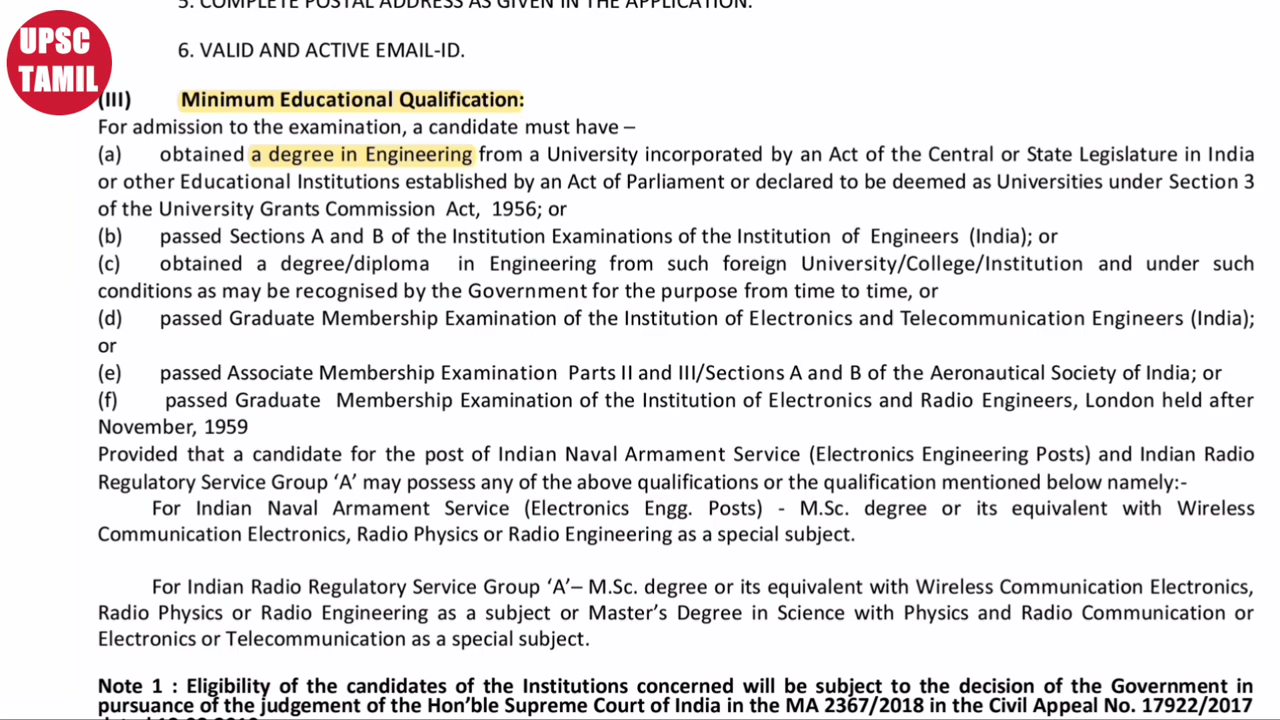 5. COMPLETE POSTAL ADDRESS AS GIVEN IN THE APPLICATION.
UPSC
TAMIL
6. VALID AND ACTIVE EMAIL-ID.
(III) Minimum Educational Qualification:
For admission to the examination, a candidate must have –
(a) obtained a degree in Engineering from a University incorporated by an Act of the Central or State Legislature in India
or other Educational Institutions established by an Act of Parliament or declared to be deemed as Universities under Section 3
of the University Grants Commission Act, 1956; or
(b) passed Sections A and B of the Institution Examinations of the Institution of Engineers (India); or
(c) obtained a degree/diploma in Engineering from such foreign University/College/Institution and under such
conditions as may be recognised by the Government for the purpose from time to time, or
(d) passed Graduate Membership Examination of the Institution of Electronics and Telecommunication Engineers (India);
or
(e) passed Associate Membership Examination Parts II and III/Sections A and B of the Aeronautical Society of India; or
(f) passed Graduate Membership Examination of the Institution of Electronics and Radio Engineers, London held after
November, 1959
Provided that a candidate for the post of Indian Naval Armament Service (Electronics Engineering Posts) and Indian Radio
Regulatory Service Group ‘A’ may possess any of the above qualifications or the qualification mentioned below namely:-
For Indian Naval Armament Service (Electronics Engg. Posts) - M.Sc. degree or its equivalent with Wireless
Communication Electronics, Radio Physics or Radio Engineering as a special subject.
For Indian Radio Regulatory Service Group ‘A’– M.Sc. degree or its equivalent with Wireless Communication Electronics,
Radio Physics or Radio Engineering as a subject or Master’s Degree in Science with Physics and Radio Communication or
Electronics or Telecommunication as a special subject.
Note 1 : Eligibility of the candidates of the Institutions concerned will be subject to the decision of the Government in
pursuance of the judgement of the Hon’ble Supreme Court of India in the MA 2367/2018 in the Civil Appeal No. 17922/2017